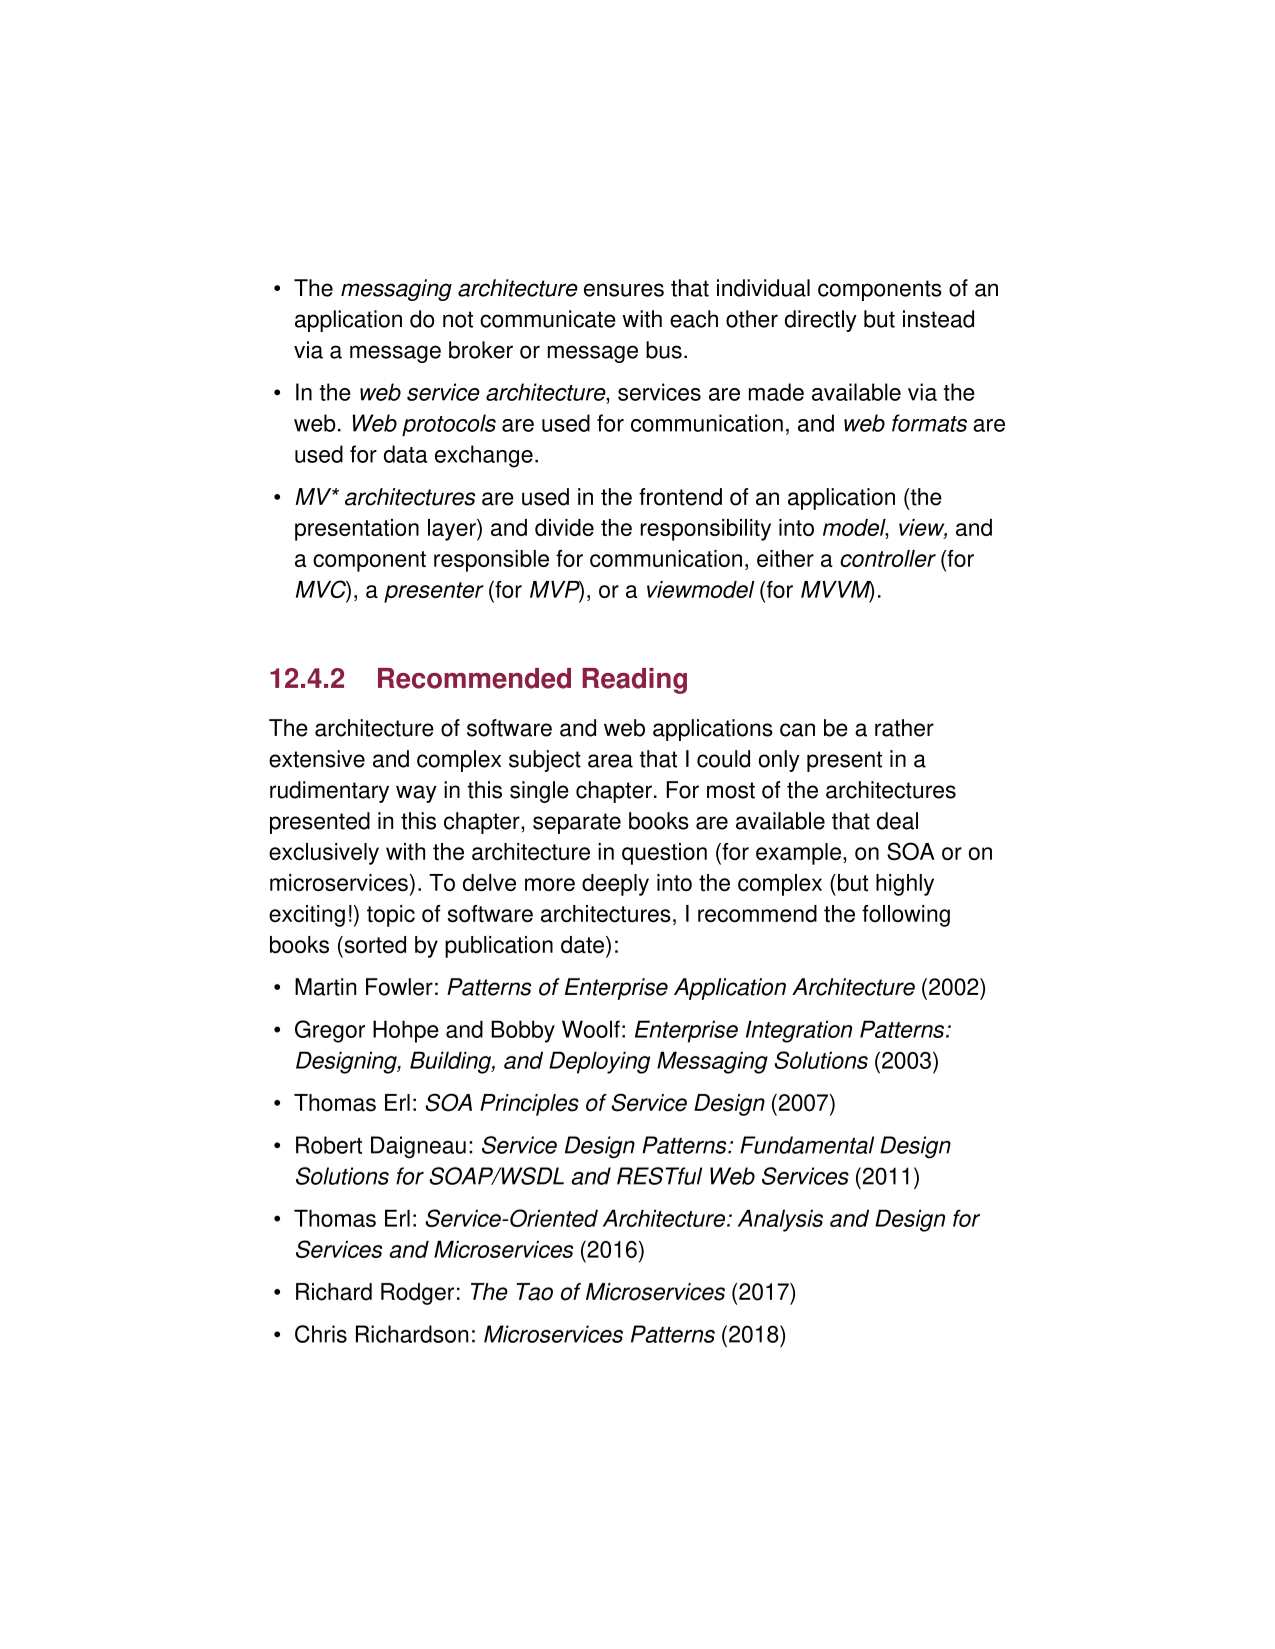 • The messaging architecture ensures that individual components of an
application do not communicate with each other directly but instead
via a message broker or message bus.
• In the web service architecture, services are made available via the
web. Web protocols are used for communication, and web formats are
used for data exchange.
• MV* architectures are used in the frontend of an application (the
presentation layer) and divide the responsibility into model, view, and
a component responsible for communication, either a controller (for
MVC), a presenter (for MVP), or a viewmodel (for MVVM).
12.4.2 Recommended Reading
The architecture of software and web applications can be a rather
extensive and complex subject area that I could only present in a
rudimentary way in this single chapter. For most of the architectures
presented in this chapter, separate books are available that deal
exclusively with the architecture in question (for example, on SOA or on
microservices). To delve more deeply into the complex (but highly
exciting!) topic of software architectures, I recommend the following
books (sorted by publication date):
• Martin Fowler: Patterns of Enterprise Application Architecture (2002)
• Gregor Hohpe and Bobby Woolf: Enterprise Integration Patterns:
Designing, Building, and Deploying Messaging Solutions (2003)
• Thomas Erl: SOA Principles of Service Design (2007)
• Robert Daigneau: Service Design Patterns: Fundamental Design
Solutions for SOAP/WSDL and RESTful Web Services (2011)
• Thomas Erl: Service-Oriented Architecture: Analysis and Design for
Services and Microservices (2016)
• Richard Rodger: The Tao of Microservices (2017)
• Chris Richardson: Microservices Patterns (2018)